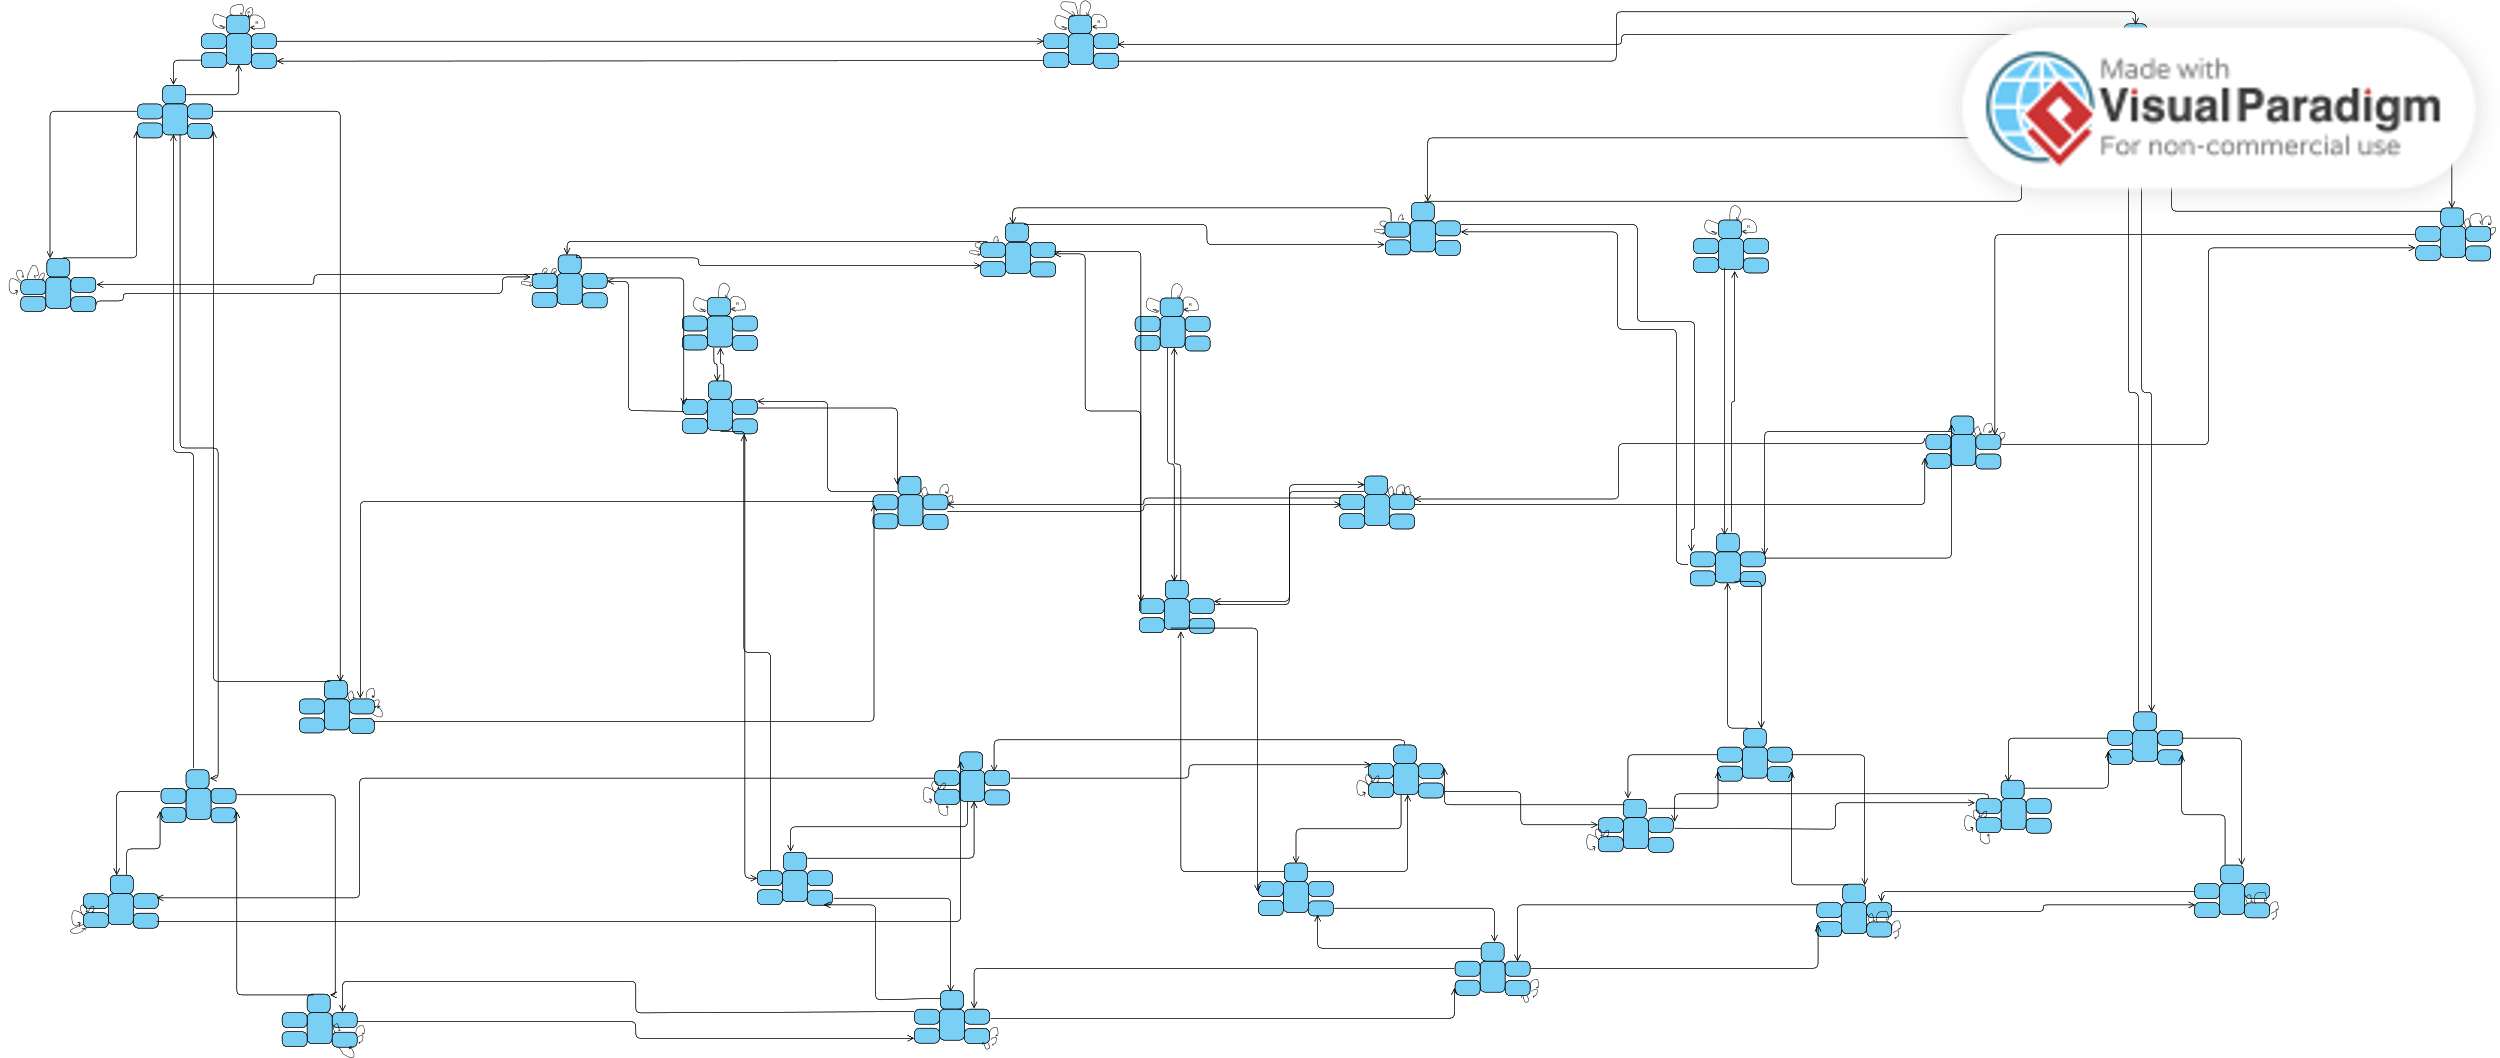 Made with
Visual Paradigm
For non-commercial use